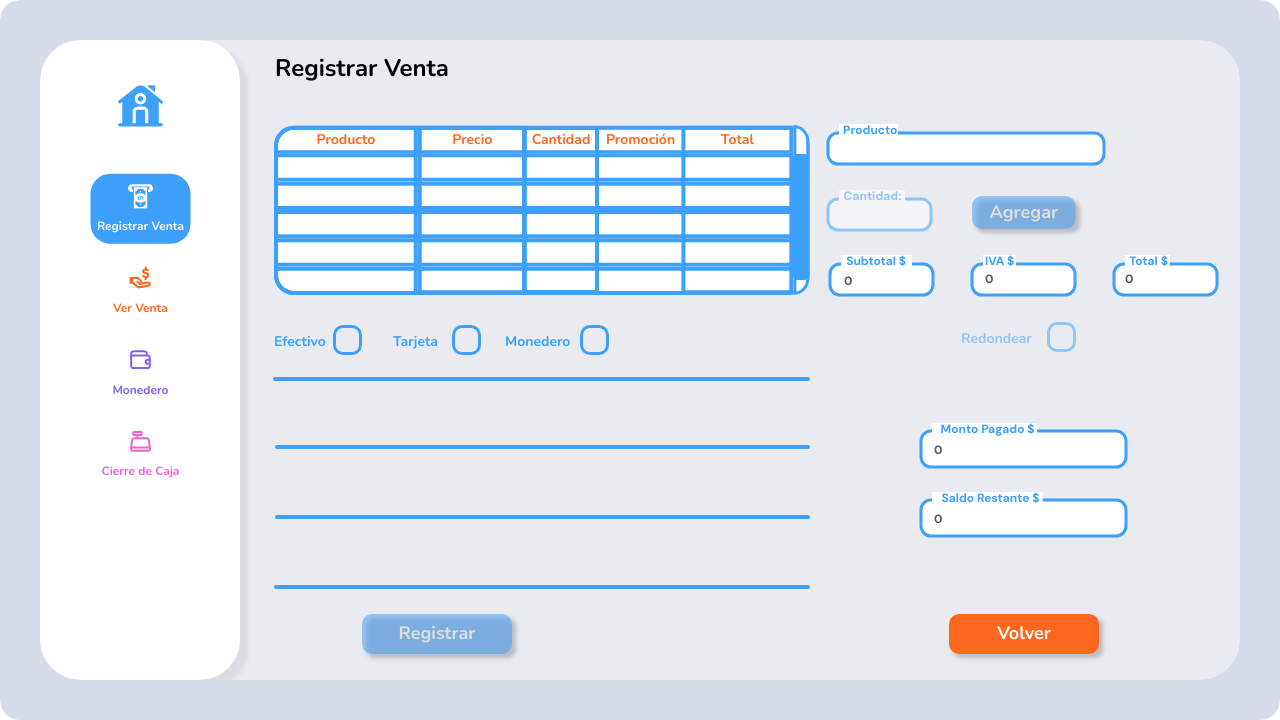 Registrar Venta
Registrar Venta
Ver Venta
Monedero
Cierre de Caja
Producto Precio Cantidad Promoción Total
Producto
Cantidad:
Agregar
Subtotal $ IVA $ Total $
0 0 0
Efectivo Tarjeta Monedero
Redondear
Monto Pagado $
0
Saldo Restante $
0
Registrar
Volver